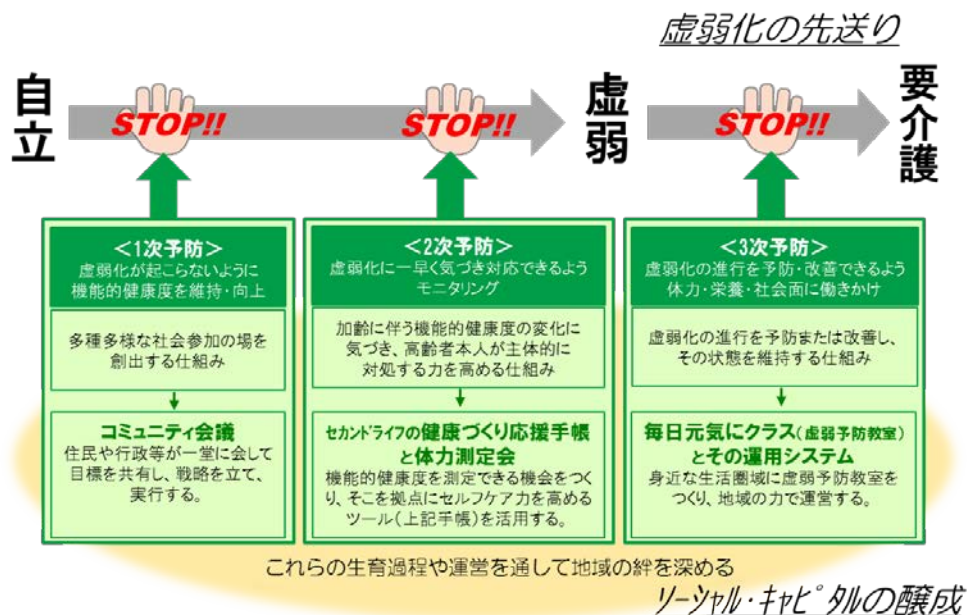 虚弱化の先送り
自立
STOP!!
STOP!!
虚弱
STOP!!
要介護
＜1次予防＞
虚弱化が起こらないように
機能的健康度を維持・向上
多種多様な社会参加の場を
創出する仕組み
コミュニティ会議
住民や行政等が一堂に会して
目標を共有し、戦略を立て、
実行する。
＜2次予防＞
虚弱化に一早く気づき対応できるよう
モニタリング
加齢に伴う機能的健康度の変化に
気づき、高齢者本人が主体的に
対処する力を高める仕組み
セカンドライフの健康づくり応援手帳
と体力測定会
機能的健康度を測定できる機会をつく
り、そこを拠点にセルフケア力を高める
ツール（上記手帳）を活用する。
＜3次予防＞
虚弱化の進行を予防・改善できるよう
体力・栄養・社会面に働きかけ
虚弱化の進行を予防または改善し、
その状態を維持する仕組み
毎日元気にクラス（虚弱予防教室）
とその運用システム
身近な生活圏域に虚弱予防教室を
つくり、地域の力で運営する。
これらの生育過程や運営を通して地域の絆を深める
ソーシャル・キャピタルの醸成